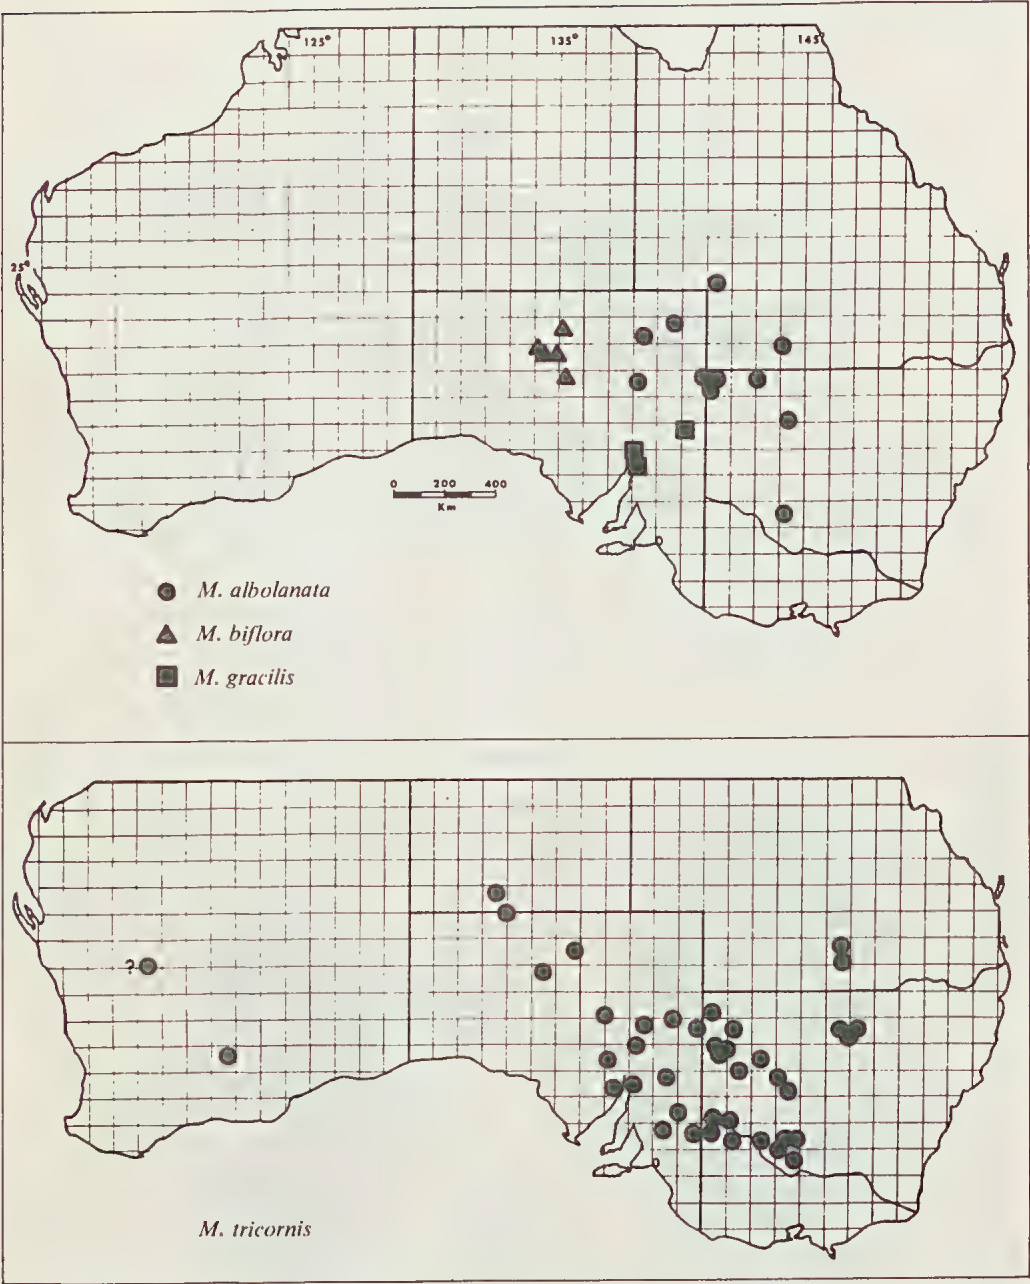 125° 135° 145°
25°
0 200 400
Km
M. albolanata
M. biflora
M. gracilis
?
M. tricornis